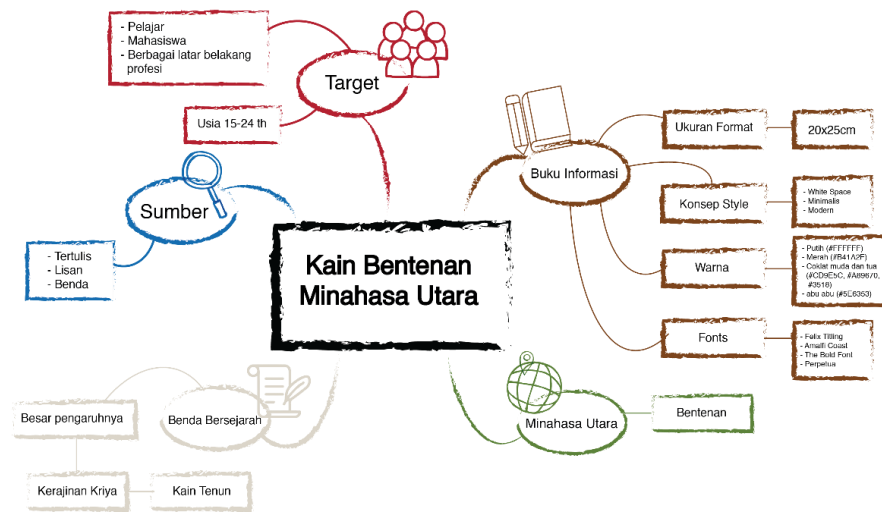 - Pelajar
- Mahasiswa
- Berbagai latar belakang
profesi
Target
Usia 15-24 th
Sumber
- Tertulis
- Lisan
- Benda
Kain Bentenan
Minahasa Utara
Buku Informasi
Ukuran Format
20x25cm
Konsep Style
- White Space
- Minimalis
- Modern
Warna
- Putih (#FFFFFF)
- Merah (#B41A2F)
- Coklat muda dan tua
(#CD9E5C, #A89870,
#3516)
- abu abu (#5E6363)
Fonts
- Felix Titling
- Amalfi Coast
- The Bold Font
- Perpetua
Benda Bersejarah
Besar pengaruhnya
Kerajinan Kriya
Kain Tenun
Minahasa Utara
Bentenan